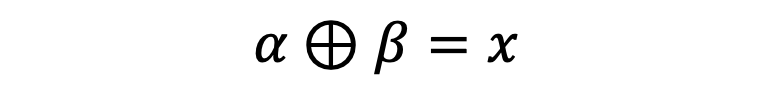 α ⊕ β = x